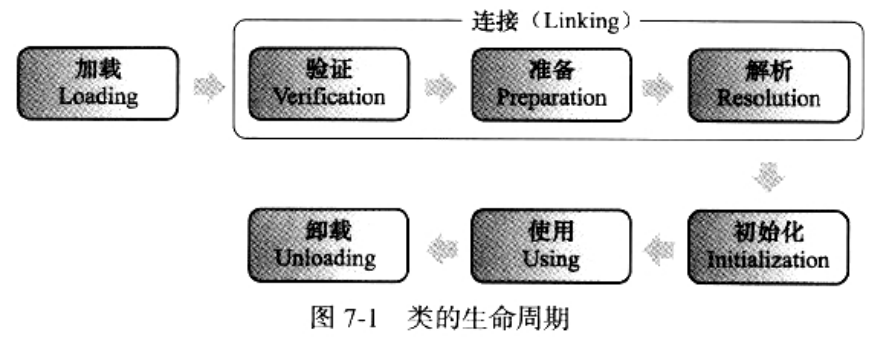 连接（Linking）
加载
Loading
验证
Verification
准备
Preparation
解析
Resolution
初始化
Initialization
使用
Using
卸载
Unloading
图 7-1 类的生命周期